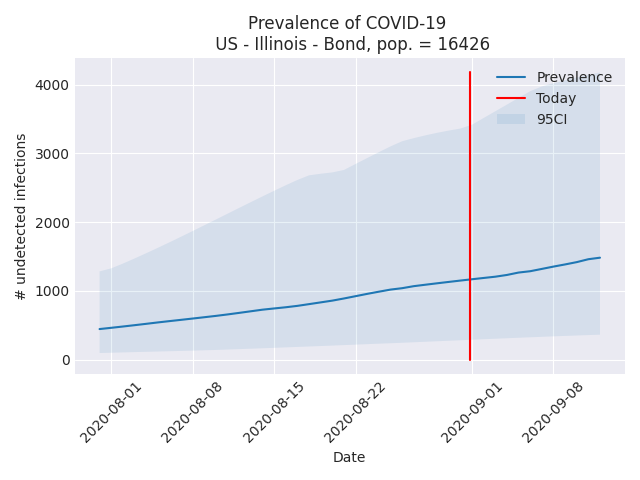 Prevalence of COVID-19
US - Illinois - Bond, pop. = 16426
# undetected infections
4000
3000
2000
1000
0
Prevalence
Today
95CI
2020-08-01
2020-08-08
2020-08-15
2020-08-22
2020-09-01
2020-09-08
Date